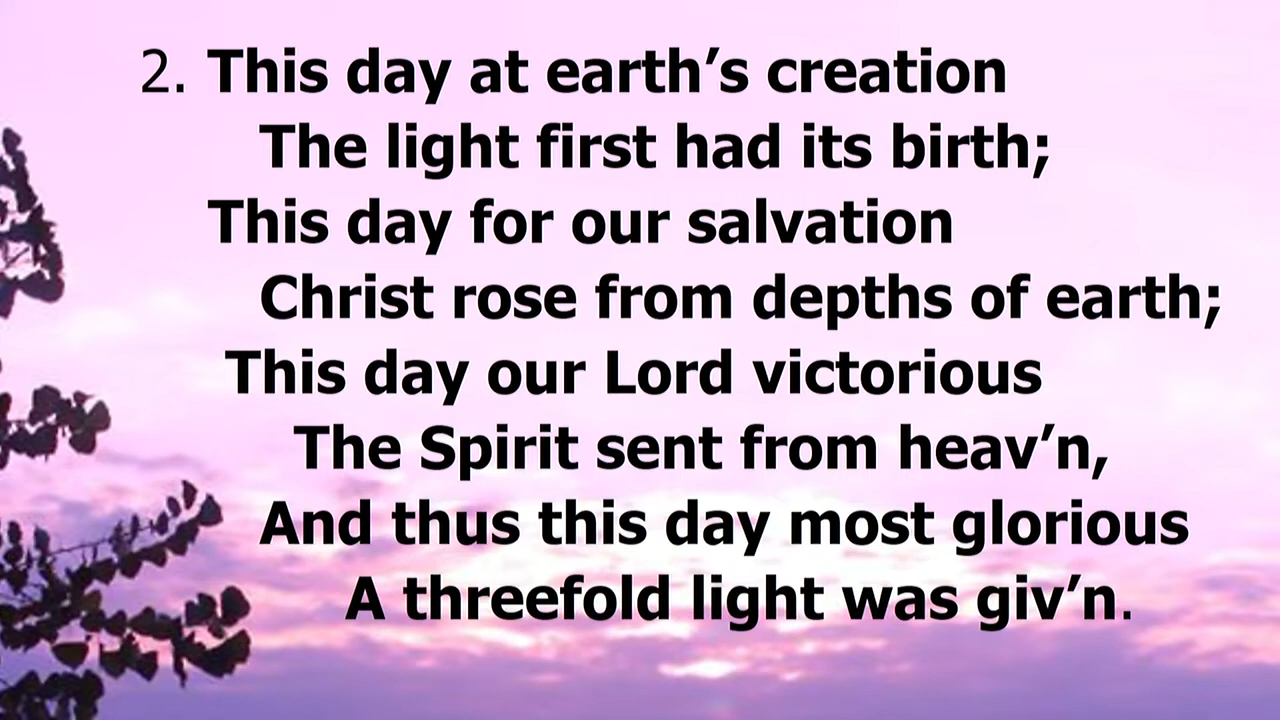 2. This day at earth’s creation
The light first had its birth;
This day for our salvation
Christ rose from depths of earth;
This day our Lord victorious
The Spirit sent from heav’n,
And thus this day most glorious
A threefold light was giv’n.